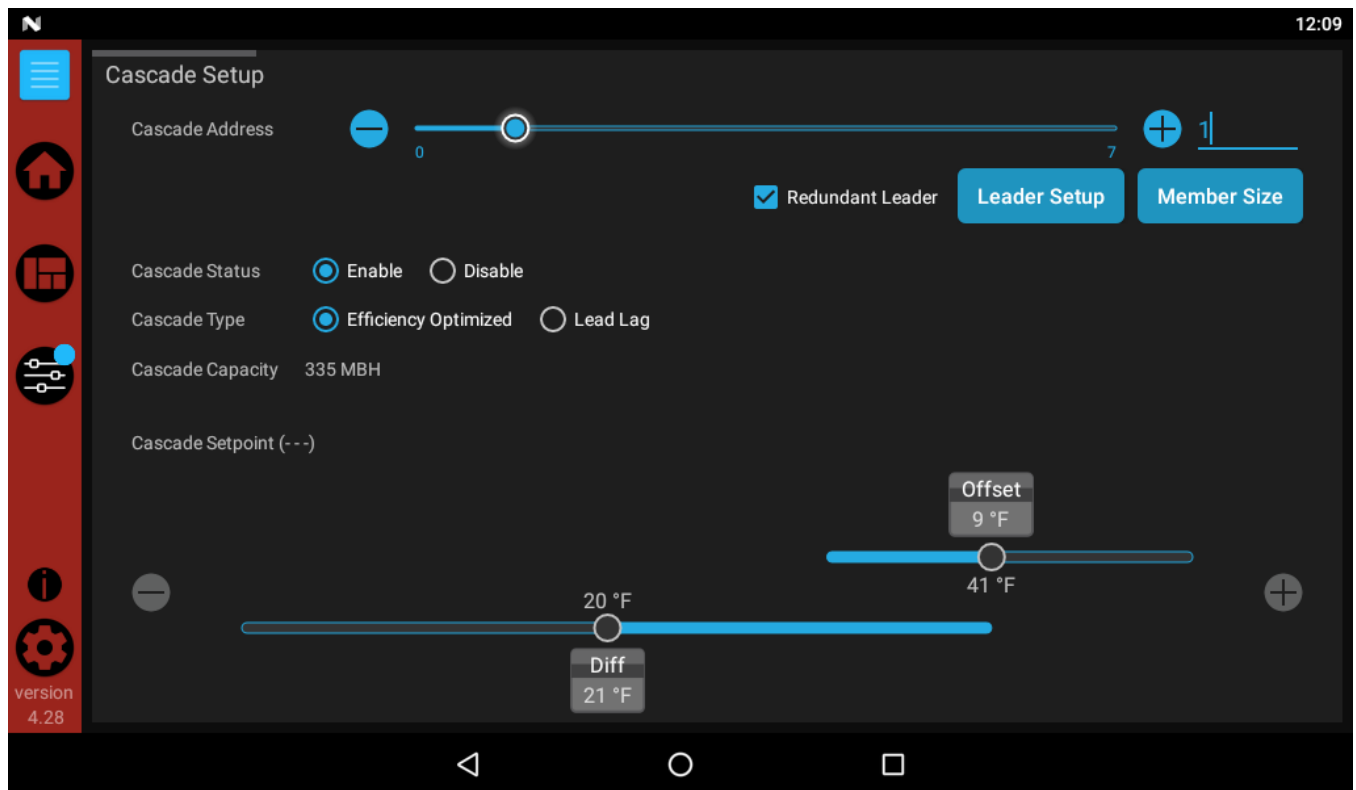 12:09
Cascade Setup
Cascade Address
0
7
1
Redundant Leader
Leader Setup
Member Size
Cascade Status
Enable
Disable
Cascade Type
Efficiency Optimized
Lead Lag
Cascade Capacity
335 MBH
Cascade Setpoint (---)
Offset
9 °F
41 °F
20 °F
Diff
21 °F
version
4.28